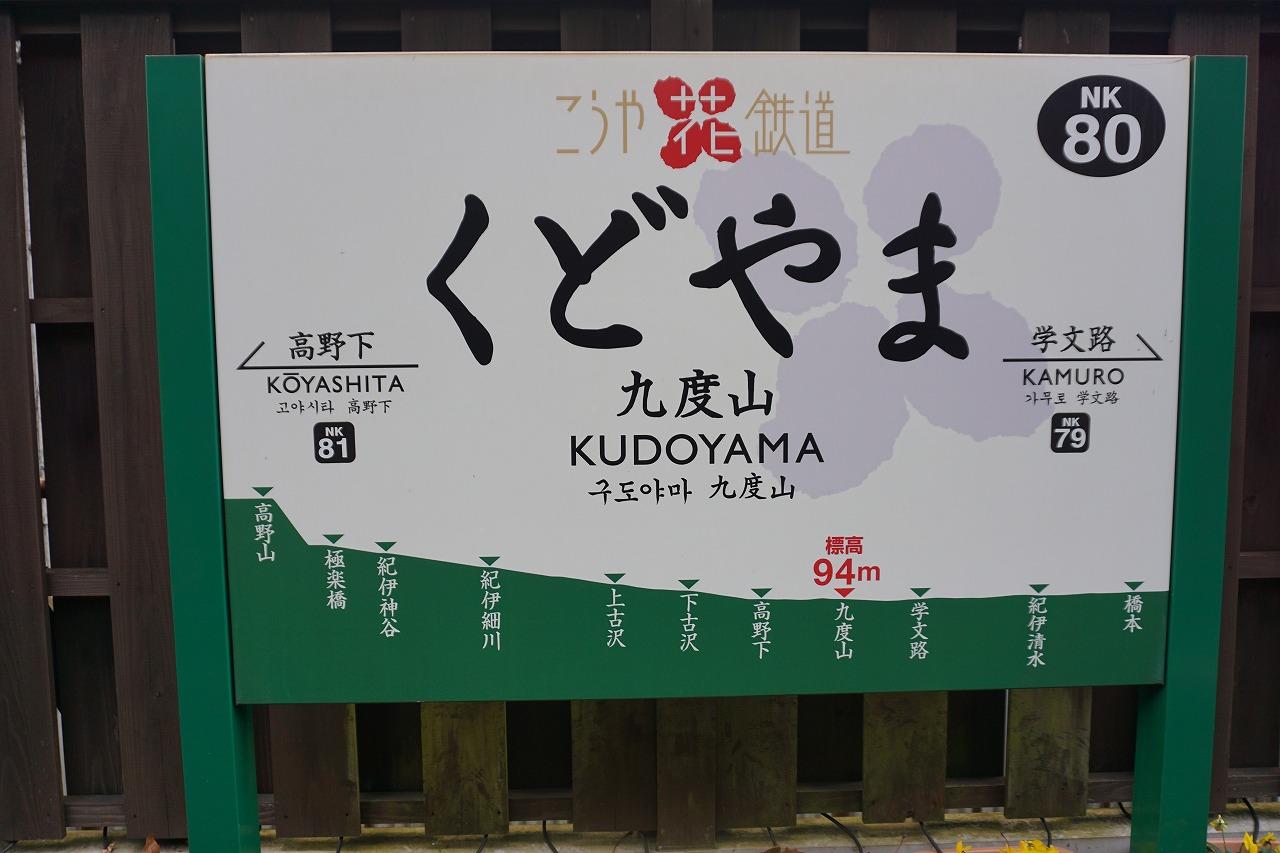 こうや花鉄道
NK
80
くどやま
九度山
KUDOYAMA
구도야마 九度山
高野下
KŌYASHITA
고야시타 高野下
NK
81
学文路
KAMURO
가무로 学文路
NK
79
標高
94m
高野山
極楽橋
紀伊神谷
紀伊細川
上古沢
下古沢
高野下
九度山
学文路
紀伊清水
橋本